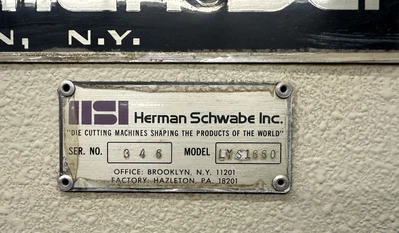 N, N.Y.
HSI Herman Schwabe Inc.
"DIE CUTTING MACHINES SHAPING THE PRODUCTS OF THE WORLD"
SER. NO. 346 MODEL LYS1650
OFFICE: BROOKLYN, N.Y. 11201
FACTORY: HAZLETON, PA. 18201